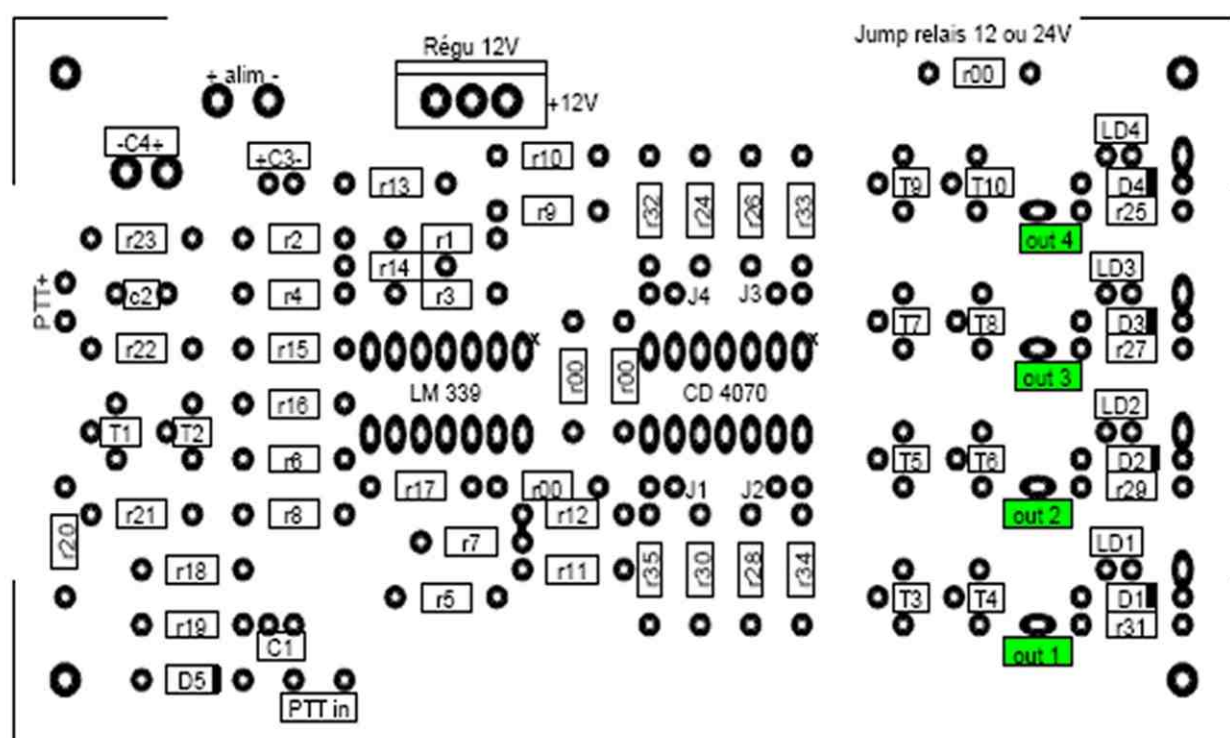 Régu 12V
Jump relais 12 ou 24V
r00
+ alim -
+12V
-C4+
+C3-
r10
LD4
r13
T9
T10
D4
r9
r32
r24
r26
r33
r25
r23
r2
r1
out 4
r14
LD3
PTT+
c2
r4
r3
J4
J3
T7
T8
D3
r22
r15
x
x
r27
r00
r00
out 3
LM 339
CD 4070
r16
LD2
T1
T2
r6
T5
T6
D2
r17
r00
J1
J2
r29
r21
r8
r12
out 2
r20
r7
LD1
r18
r11
r35
r30
r28
r34
r5
T3
T4
D1
r19
r31
C1
out 1
D5
PTT in